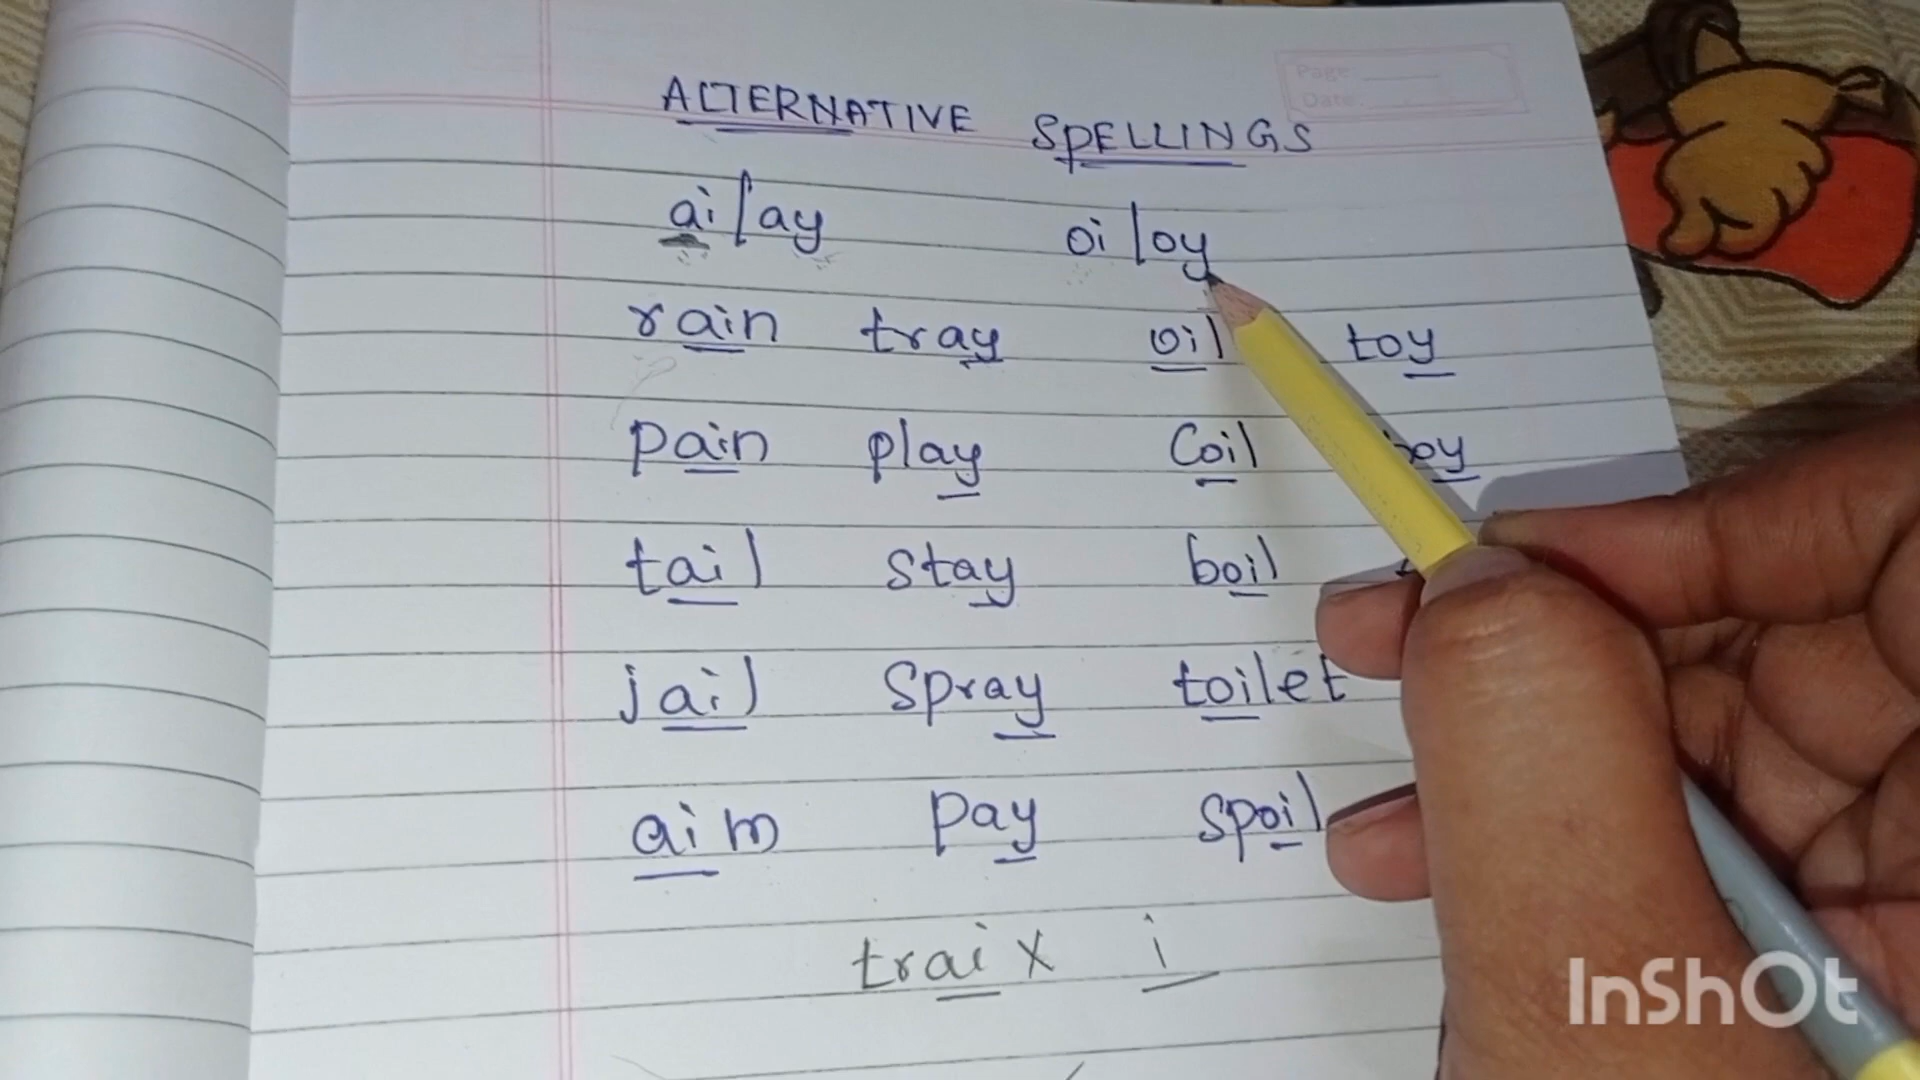 Page
Date:
ALTERNATIVE SPELLINGS
ai/ay oi/oy
rain tray oil toy
pain play Coil
tail stay boil
jail Spray toilet
aim pay spoil
trai x i
InShOt